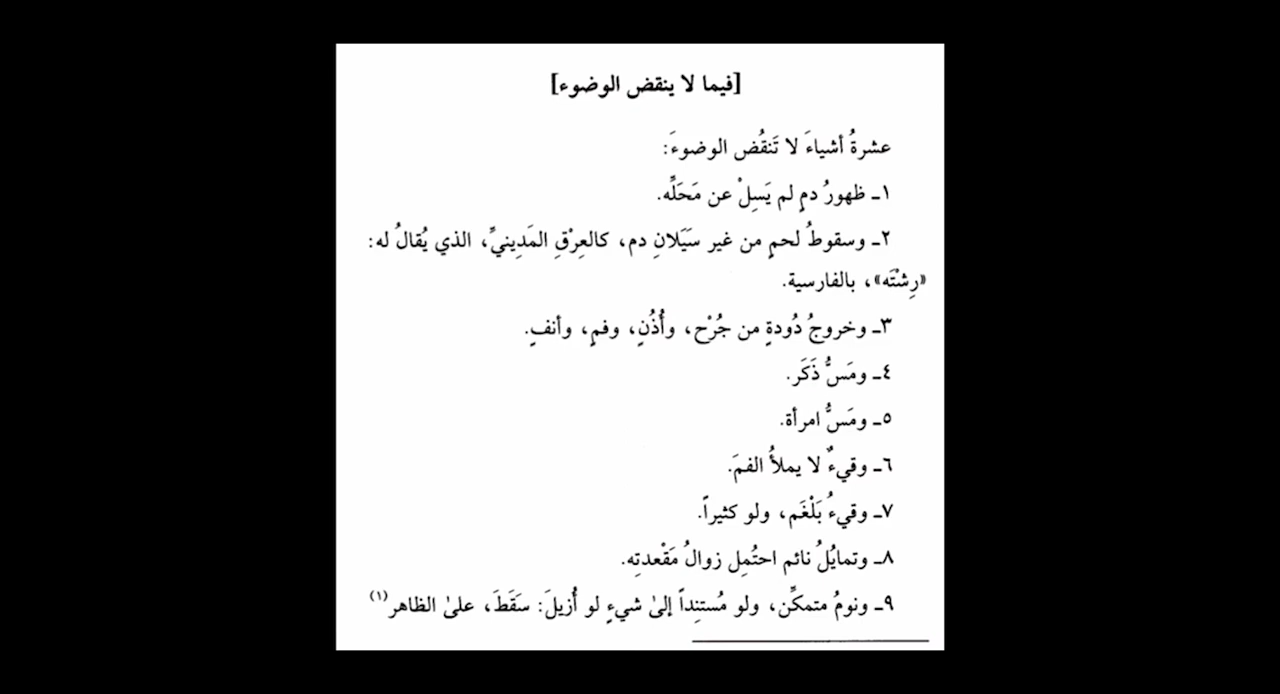 [فيما لا ينقض الوضوء]
عشرةُ أشياءَ لا تَنقُض الوضوءَ:
١ـ ظهورُ دمٍ لم يَسِلْ عن مَحَلِّه.
٢ـ وسقوطُ لحمٍ من غير سَيَلانِ دم، كالعِرْقِ المَدِينيِّ، الذي يُقالُ له:
«رِشتَه»، بالفارسية.
٣ـ وخروجُ دُودةٍ من جُرْح، وأُذُنٍ، وفمٍ، وأنفٍ.
٤ـ ومَسُّ ذَكَر.
٥ـ ومَسُّ امرأة.
٦ـ وقيءٌ لا يملأُ الفمَ.
٧ـ وقيءُ بَلْغَم، ولو كثيراً.
٨ـ وتمايُلُ نائم احتُمِل زوالُ مَقْعدتِه.
٩ـ ونومُ متمكِّن، ولو مُستنِداً إلىٰ شيءٍ لو أُزيلَ: سَقَطَ، علىٰ الظاهر(١)